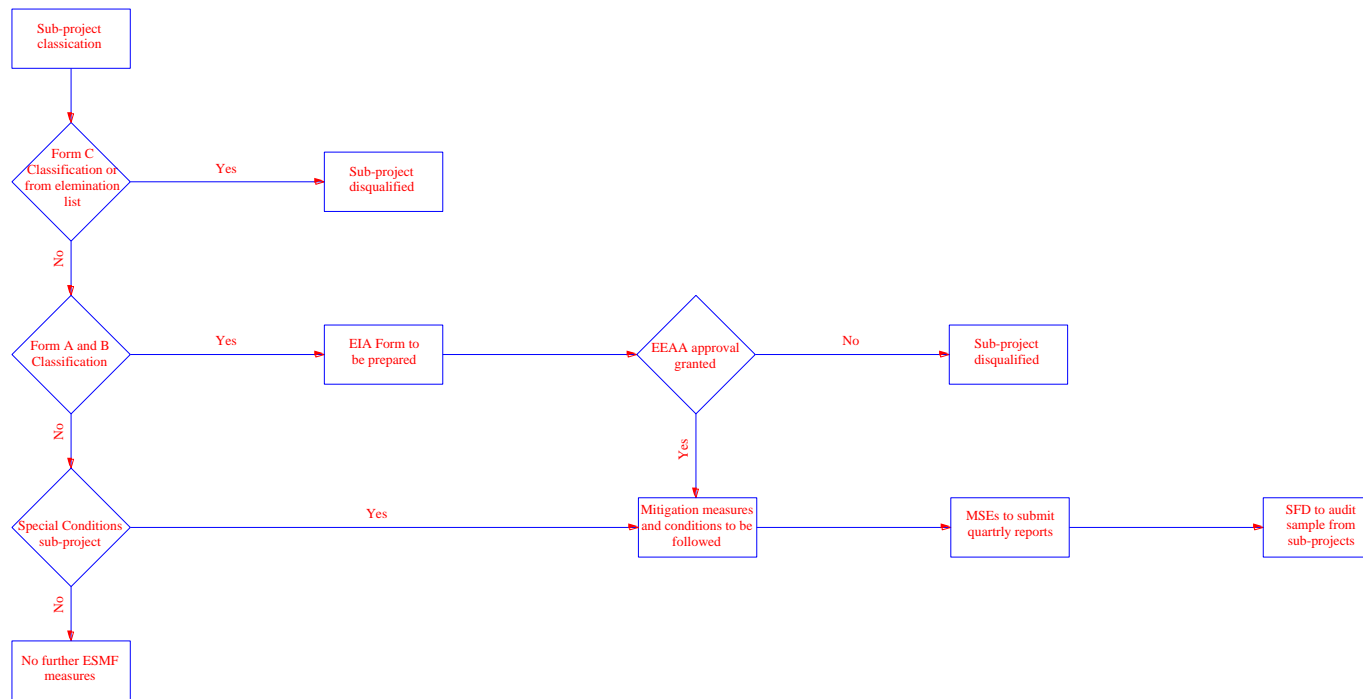 Sub-project
classication
Form C
Classification or
from elemination
list
Yes
Sub-project
disqualified
No
Form A and B
Classification
Yes
EIA Form to
be prepared
EEAA approval
granted
No
Sub-project
disqualified
No
Yes
Special Conditions
sub-project
Yes
Mitigation measures
and conditions to be
followed
MSEs to submit
quartrly reports
SFD to audit
sample from
sub-projects
No
No further ESMF
measures